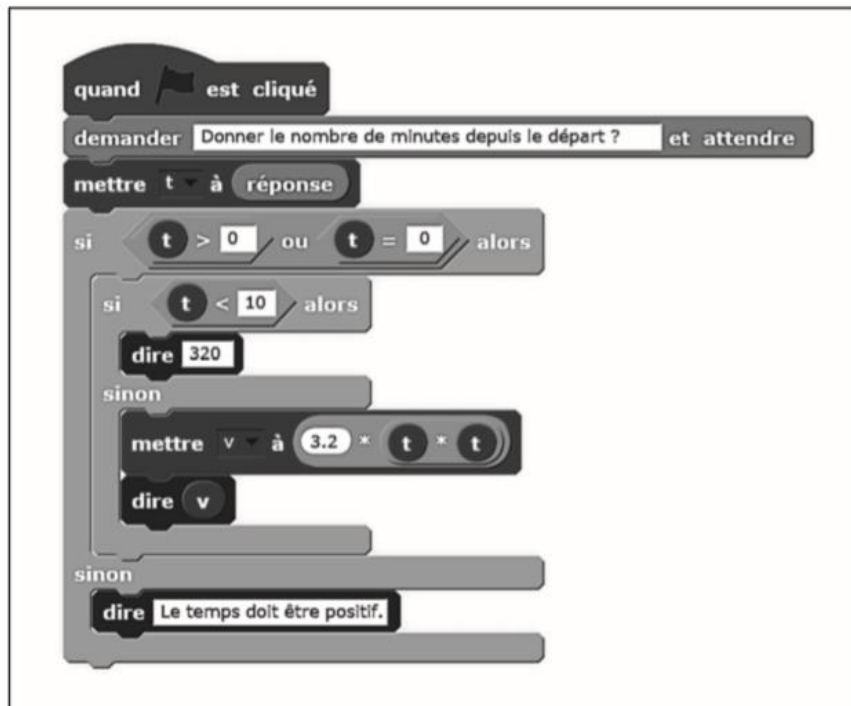 quand est cliqué
demander Donner le nombre de minutes depuis le départ ? et attendre
mettre t à réponse
si t > 0 ou t = 0 alors
si t < 10 alors
dire 320
sinon
mettre v à 3.2 * t * t
dire v
sinon
dire Le temps doit être positif.